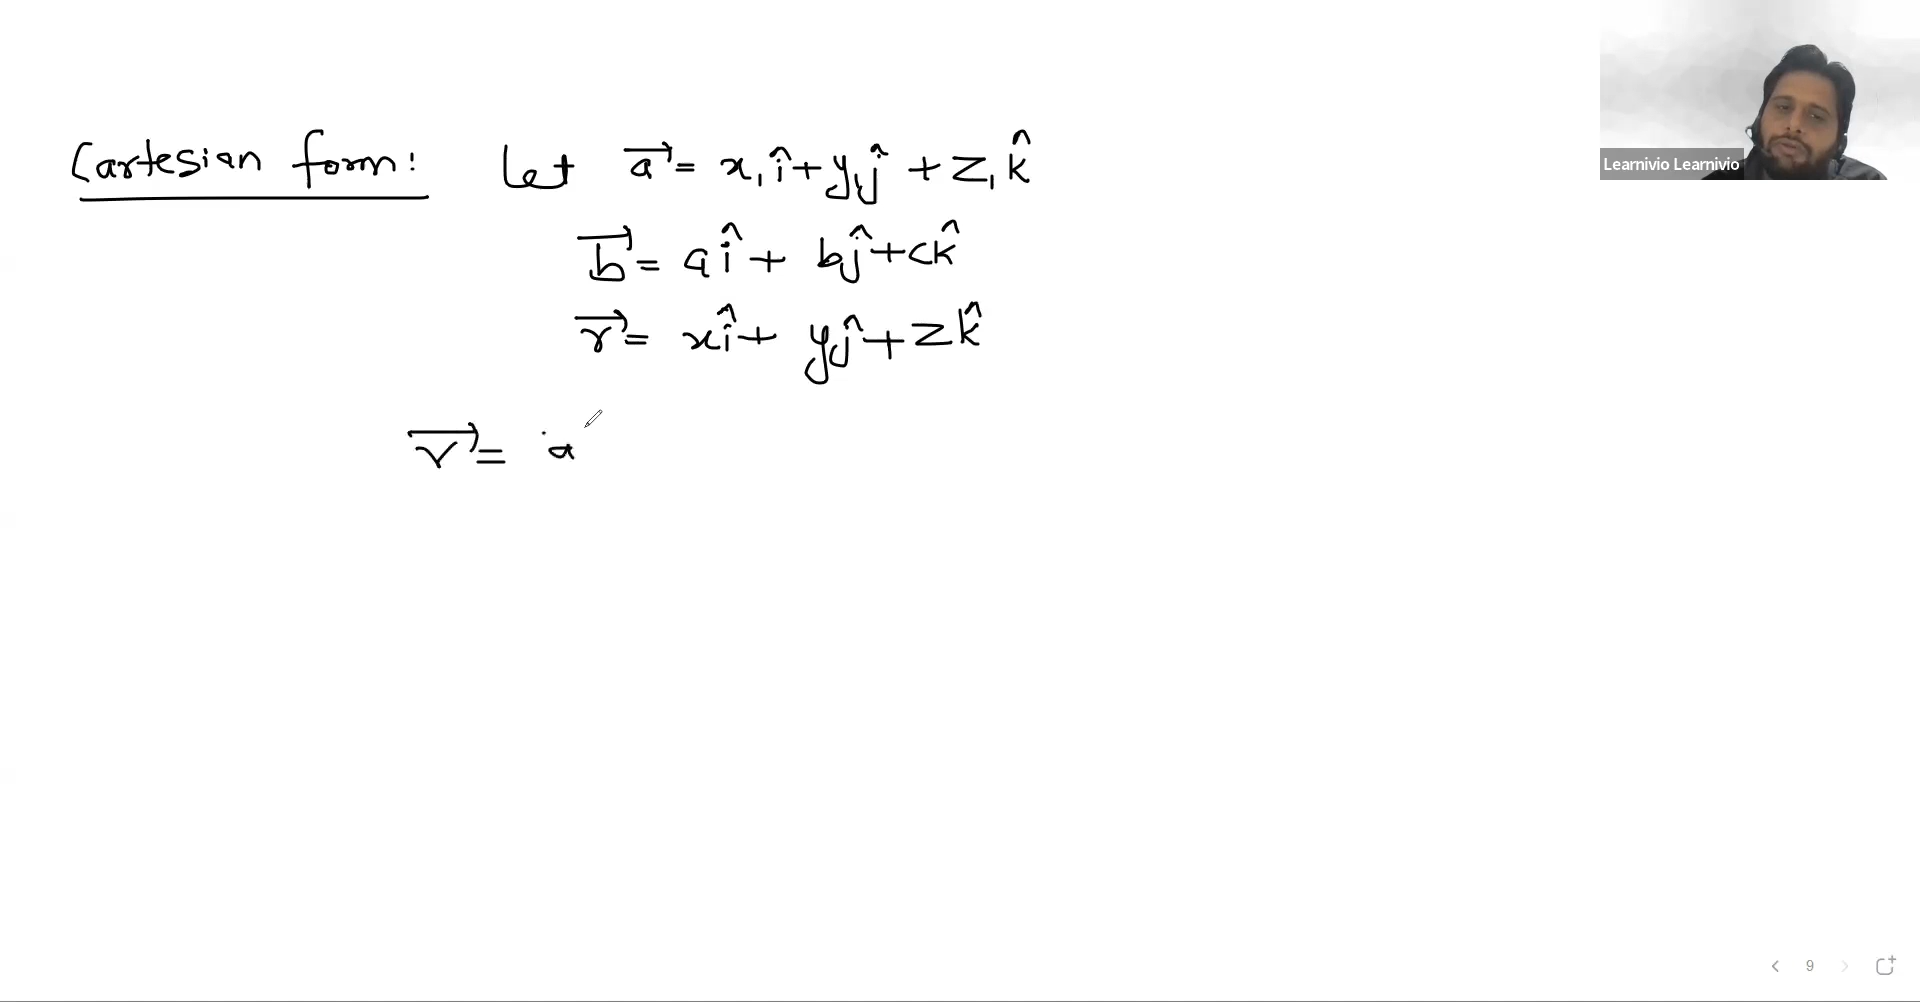 Cartesian form: Let a⃗ = x₁î + y₁ĵ + z₁k̂
b⃗ = aî + bĵ + ck̂
r⃗ = xî + yĵ + zk̂
r⃗ = a
Learnivio Learnivio
9